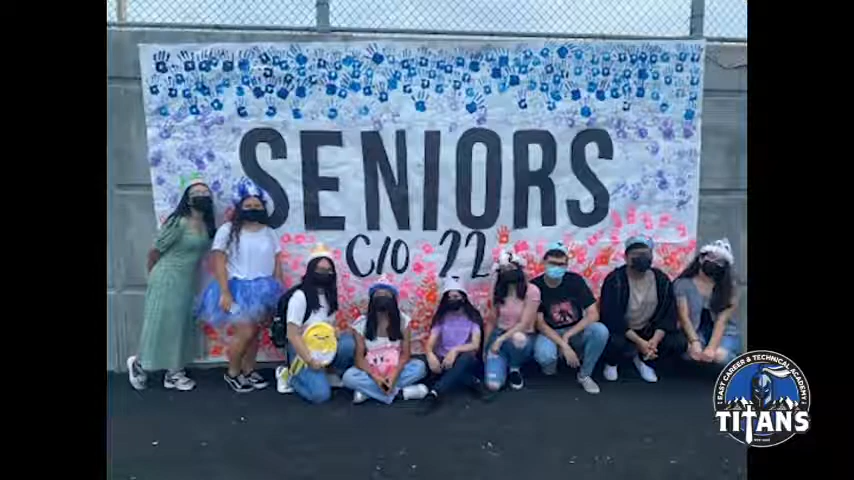 SENIORS
C/O 22
EAST CAREER & TECHNICAL ACADEMY
TITANS